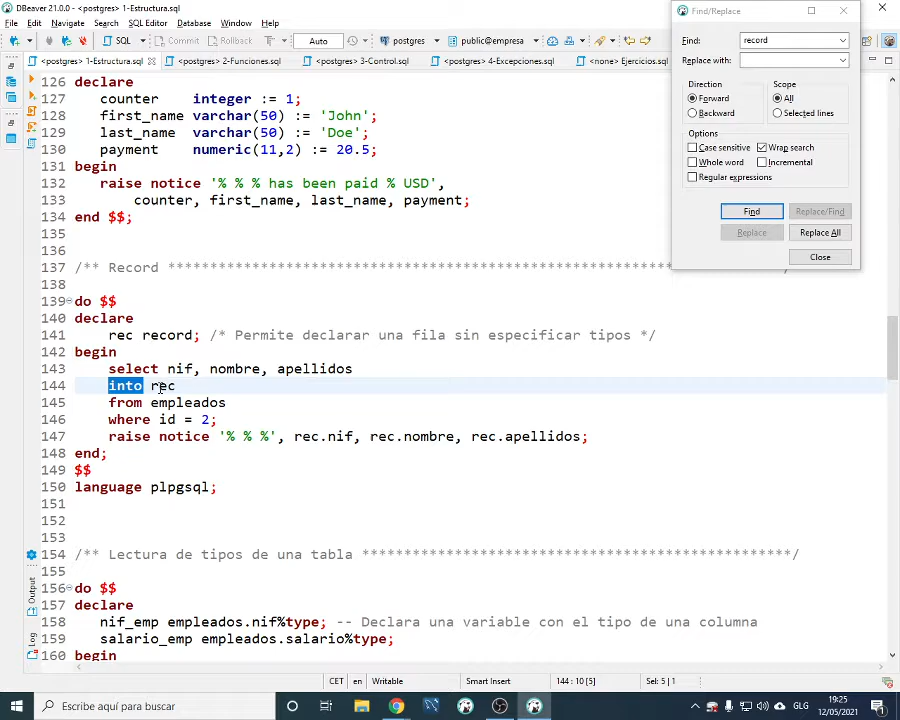 DBeaver 21.0.0 - <postgres> 1-Estructura.sql
File Edit Navigate Search SQL Editor Database Window Help
SQL Commit Rollback Auto postgres public@empresa
*<postgres> 1-Estructura.sql *<postgres> 2-Funciones.sql *<postgres> 3-Control.sql *<postgres> 4-Excepciones.sql *<none> Ejercicios.sql
126 declare
127 counter integer := 1;
128 first_name varchar(50) := 'John';
129 last_name varchar(50) := 'Doe';
130 payment numeric(11,2) := 20.5;
131 begin
132 raise notice '% % % has been paid % USD',
133 counter, first_name, last_name, payment;
134 end $$;
135
136
137 /** Record ************************************************************/
138
139 do $$
140 declare
141 rec record; /* Permite declarar una fila sin especificar tipos */
142 begin
143 select nif, nombre, apellidos
144 into rec
145 from empleados
146 where id = 2;
147 raise notice '% % %', rec.nif, rec.nombre, rec.apellidos;
148 end;
149 $$
150 language plpgsql;
151
152
153
154 /** Lectura de tipos de una tabla ***************************************************/
155
156 do $$
157 declare
158 nif_emp empleados.nif%type; -- Declara una variable con el tipo de una columna
159 salario_emp empleados.salario%type;
160 begin
Output
Log
Find/Replace
Find: record
Replace with:
Direction
Forward
Backward
Scope
All
Selected lines
Options
Case sensitive Wrap search
Whole word Incremental
Regular expressions
Find Replace/Find
Replace Replace All
Close
CET en Writable Smart Insert 144 : 10 [5] Sel: 5 | 1
Escribe aquí para buscar
GLG
19:25
12/05/2021
1